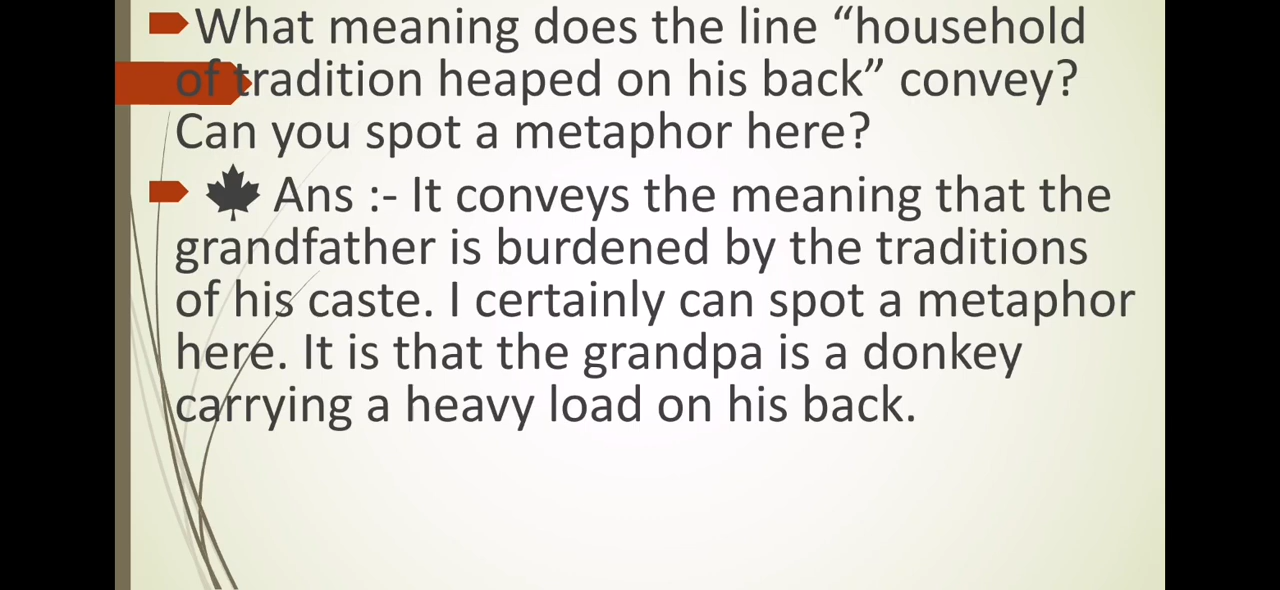 What meaning does the line “household
of tradition heaped on his back” convey?
Can you spot a metaphor here?
Ans :- It conveys the meaning that the
grandfather is burdened by the traditions
of his caste. I certainly can spot a metaphor
here. It is that the grandpa is a donkey
carrying a heavy load on his back.